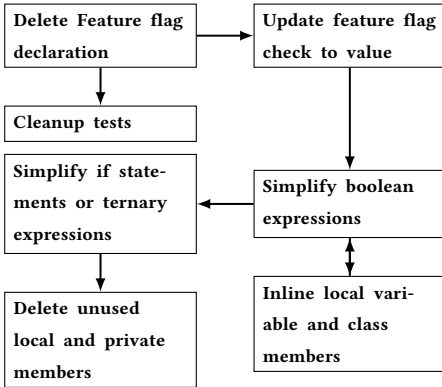 Delete Feature flag
declaration
Update feature flag
check to value
Cleanup tests
Simplify if state-
ments or ternary
expressions
Simplify boolean
expressions
Delete unused
local and private
members
Inline local vari-
able and class
members